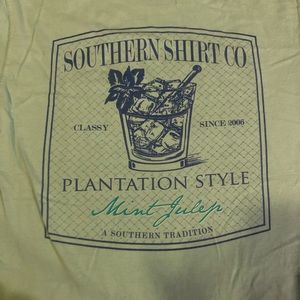 SOUTHERN SHIRT CO
CLASSY
SINCE 2006
PLANTATION STYLE
Mint Julep
A SOUTHERN TRADITION